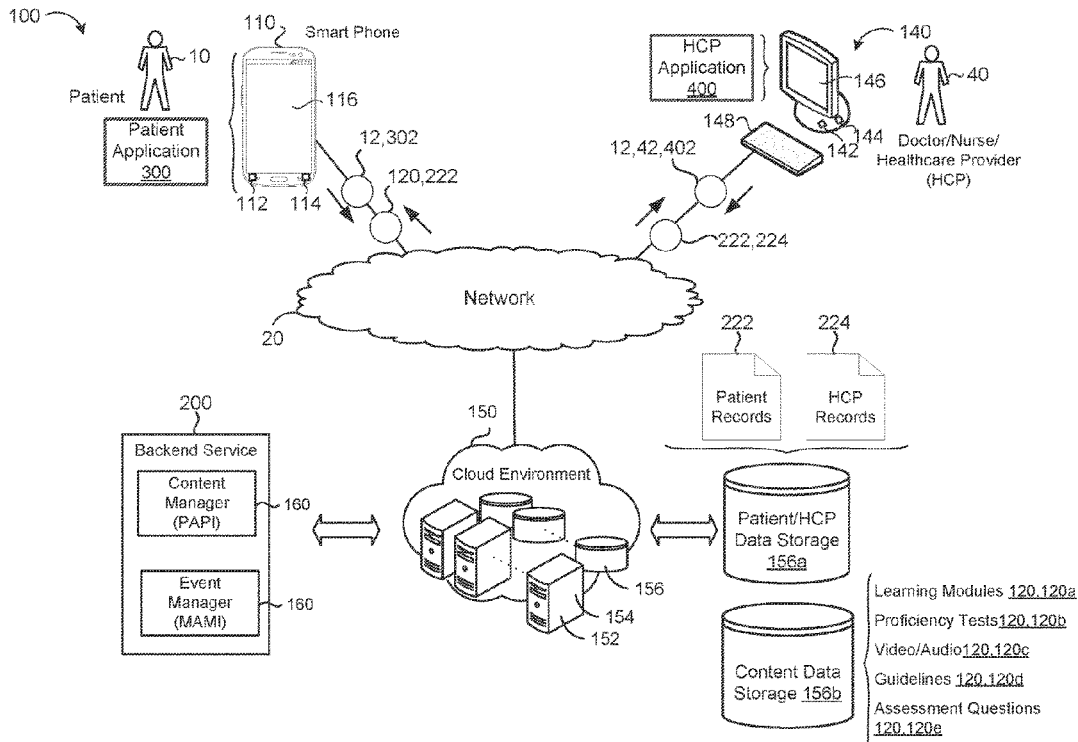 100
10
Patient
Patient
Application
300
110
Smart Phone
116
112
114
12,302
120,222
HCP
Application
400
140
146
148
144
142
40
Doctor/Nurse/
Healthcare Provider
(HCP)
12,42,402
222,224
Network
20
222
224
Patient
Records
HCP
Records
200
Backend Service
Content
Manager
(PAPI)
160
Event
Manager
(MAMI)
160
150
Cloud Environment
156
154
152
Patient/HCP
Data Storage
156a
Content Data
Storage 156b
Learning Modules 120,120a
Proficiency Tests120,120b
Video/Audio120,120c
Guidelines 120,120d
Assessment Questions
120,120e